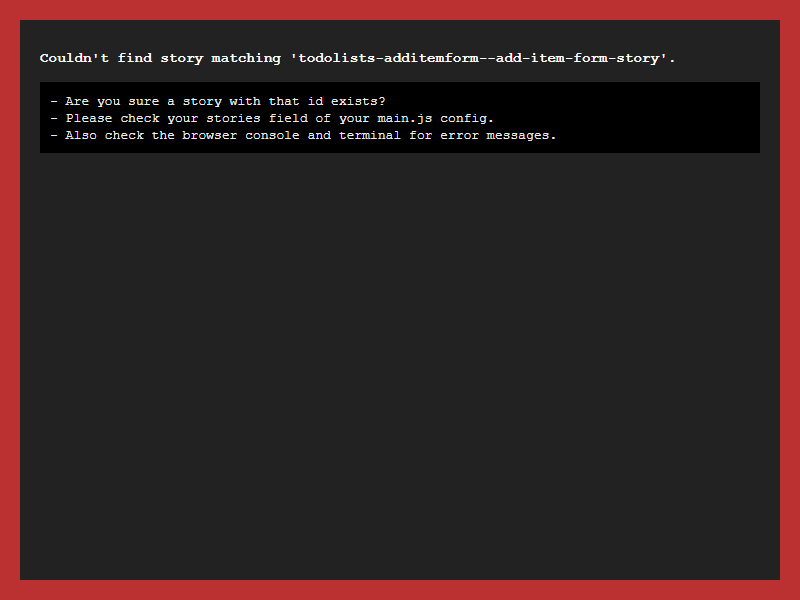 Couldn't find story matching 'todolists-additemform--add-item-form-story'.
- Are you sure a story with that id exists?
- Please check your stories field of your main.js config.
- Also check the browser console and terminal for error messages.